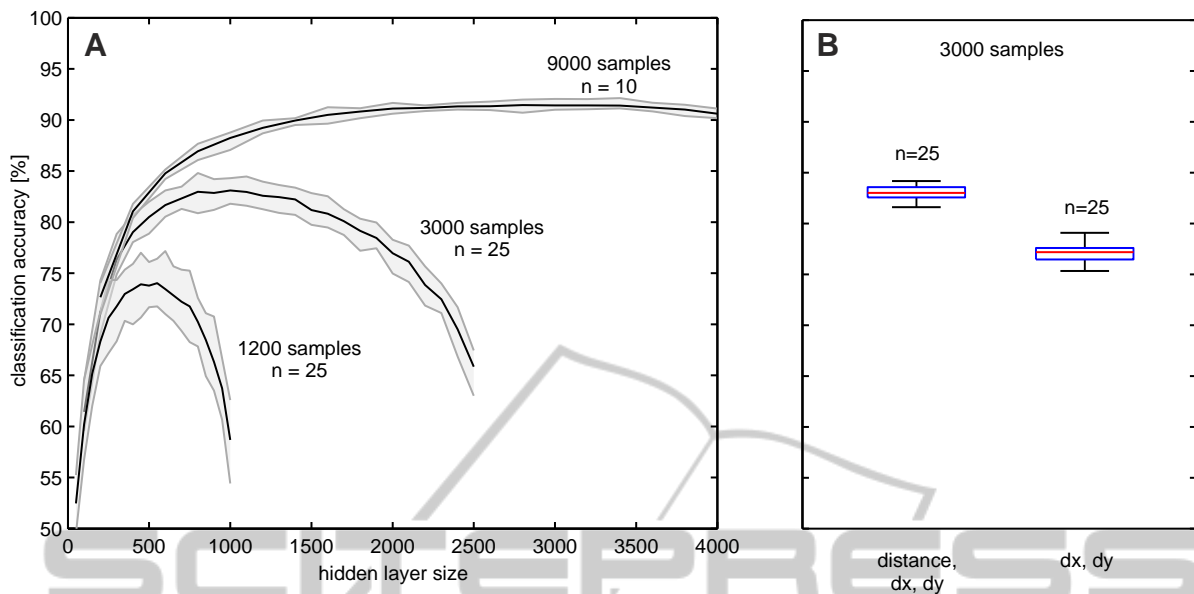 A
100
95
90
85
80
75
70
65
60
55
50
classification accuracy [%]
9000 samples
n = 10
3000 samples
n = 25
1200 samples
n = 25
0 500 1000 1500 2000 2500 3000 3500 4000
hidden layer size
B
3000 samples
n=25
n=25
distance,
dx, dy
dx, dy
SCITEPRESS